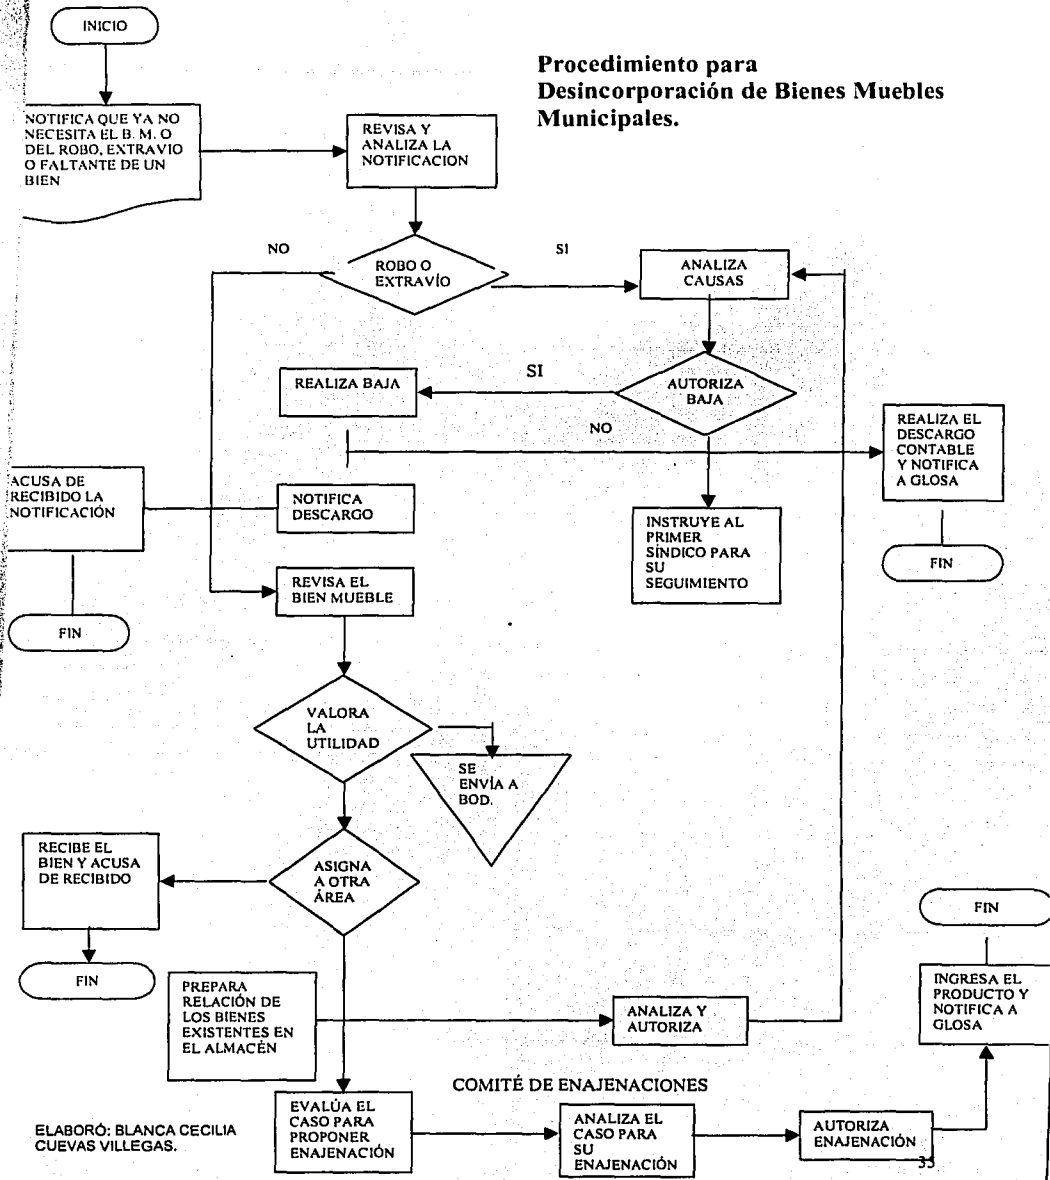 INICIO
Procedimiento para
Desincorporación de Bienes Muebles
Municipales.
NOTIFICA QUE YA NO
NECESITA EL B. M. O
DEL ROBO, EXTRAVIO
O FALTANTE DE UN
BIEN
REVISA Y
ANALIZA LA
NOTIFICACION
NO
ROBO O
EXTRAVÍO
SI
ANALIZA
CAUSAS
REALIZA BAJA
SI
AUTORIZA
BAJA
NO
REALIZA EL
DESCARGO
CONTABLE
Y NOTIFICA
A GLOSA
ACUSA DE
RECIBIDO LA
NOTIFICACIÓN
NOTIFICA
DESCARGO
INSTRUYE AL
PRIMER
SÍNDICO PARA
SU
SEGUIMIENTO
FIN
REVISA EL
BIEN MUEBLE
FIN
VALORA
LA
UTILIDAD
SE
ENVÍA A
BOD.
RECIBE EL
BIEN Y ACUSA
DE RECIBIDO
ASIGNA
A OTRA
ÁREA
FIN
FIN
PREPARA
RELACIÓN DE
LOS BIENES
EXISTENTES EN
EL ALMACÉN
ANALIZA Y
AUTORIZA
INGRESA EL
PRODUCTO Y
NOTIFICA A
GLOSA
COMITÉ DE ENAJENACIONES
EVALÚA EL
CASO PARA
PROPONER
ENAJENACIÓN
ANALIZA EL
CASO PARA
SU
ENAJENACIÓN
AUTORIZA
ENAJENACIÓN
ELABORÓ: BLANCA CECILIA
CUEVAS VILLEGAS.
33